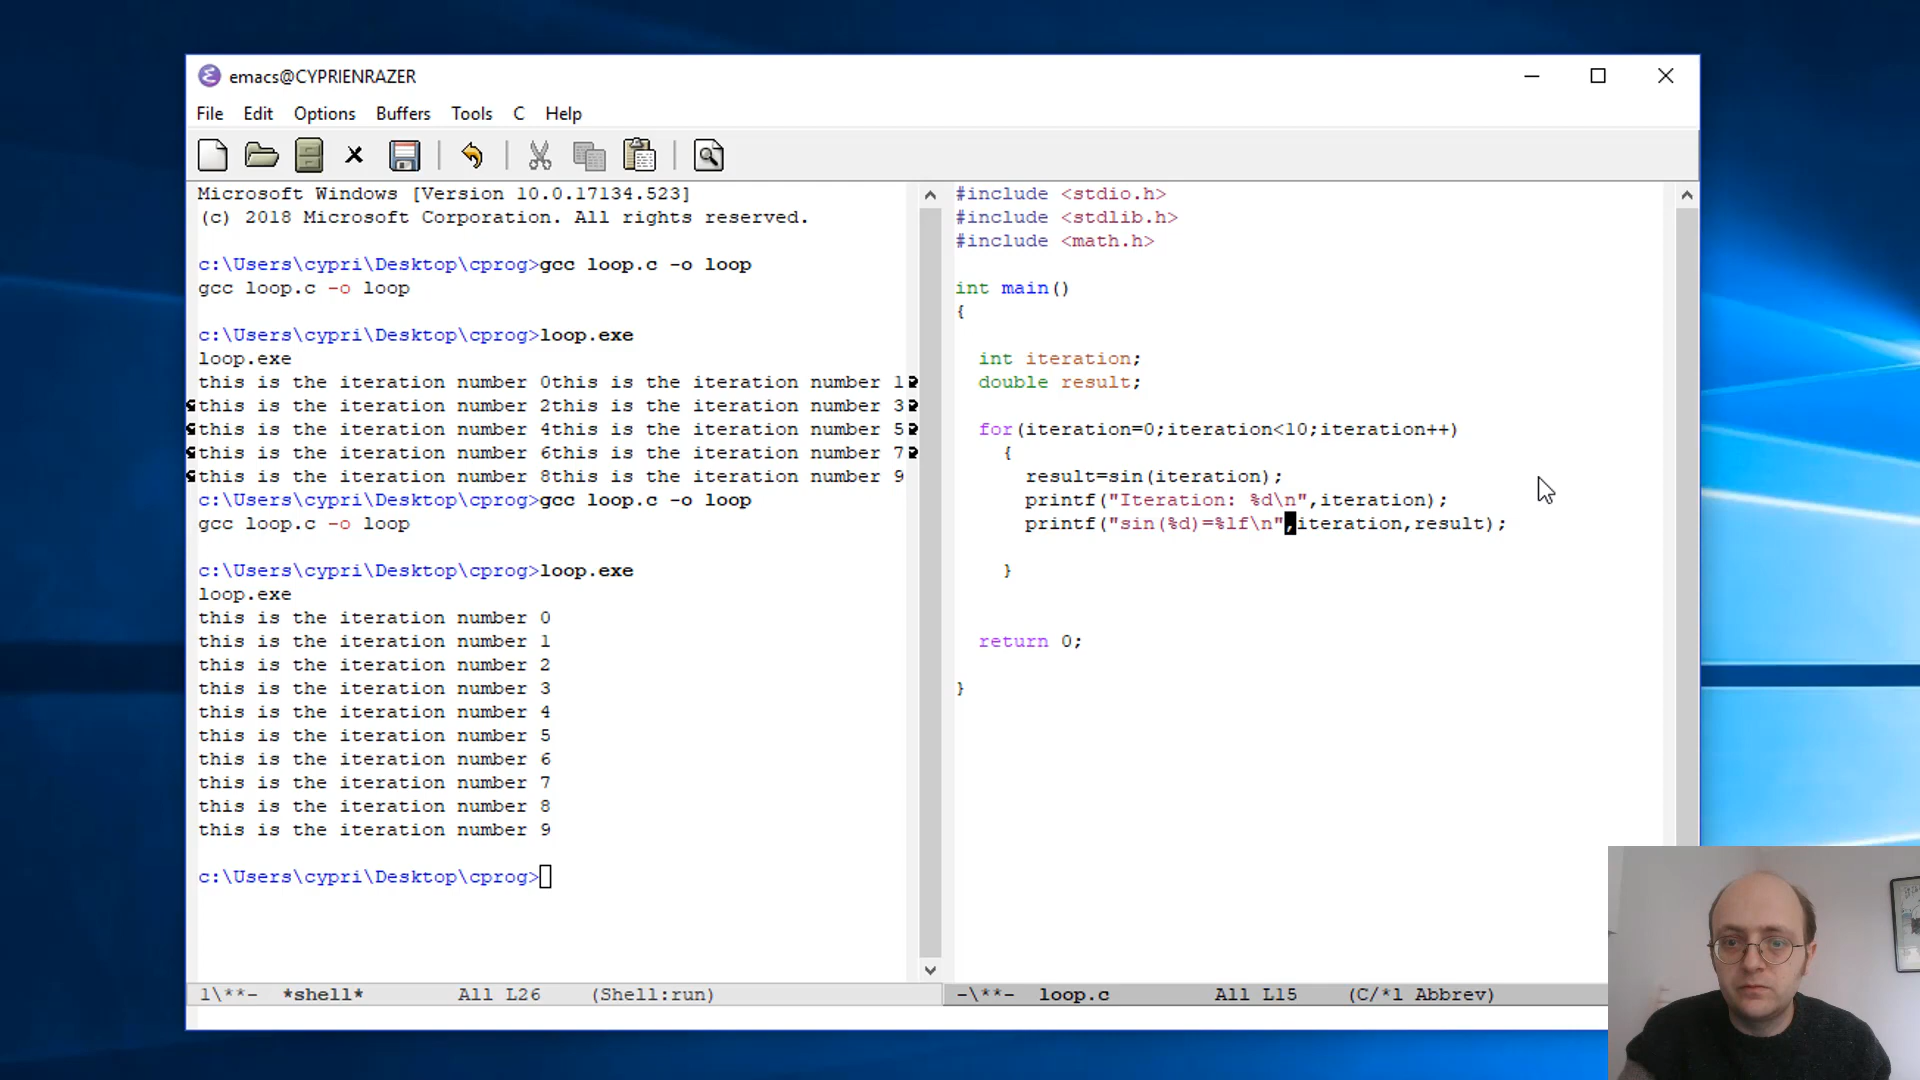 emacs@CYPRIENRAZER
File Edit Options Buffers Tools C Help
Microsoft Windows [Version 10.0.17134.523]
(c) 2018 Microsoft Corporation. All rights reserved.
c:\Users\cypri\Desktop\cprog>gcc loop.c -o loop
gcc loop.c -o loop
c:\Users\cypri\Desktop\cprog>loop.exe
loop.exe
this is the iteration number 0this is the iteration number 1
this is the iteration number 2this is the iteration number 3
this is the iteration number 4this is the iteration number 5
this is the iteration number 6this is the iteration number 7
this is the iteration number 8this is the iteration number 9
c:\Users\cypri\Desktop\cprog>gcc loop.c -o loop
gcc loop.c -o loop
c:\Users\cypri\Desktop\cprog>loop.exe
loop.exe
this is the iteration number 0
this is the iteration number 1
this is the iteration number 2
this is the iteration number 3
this is the iteration number 4
this is the iteration number 5
this is the iteration number 6
this is the iteration number 7
this is the iteration number 8
this is the iteration number 9
c:\Users\cypri\Desktop\cprog>
1\**- *shell* All L26 (Shell:run)
#include <stdio.h>
#include <stdlib.h>
#include <math.h>
int main()
{
int iteration;
double result;
for(iteration=0;iteration<10;iteration++)
{
result=sin(iteration);
printf("Iteration: %d\n",iteration);
printf("sin(%d)=%lf\n",iteration,result);
}
return 0;
}
-\**- loop.c All L15 (C/*l Abbrev)